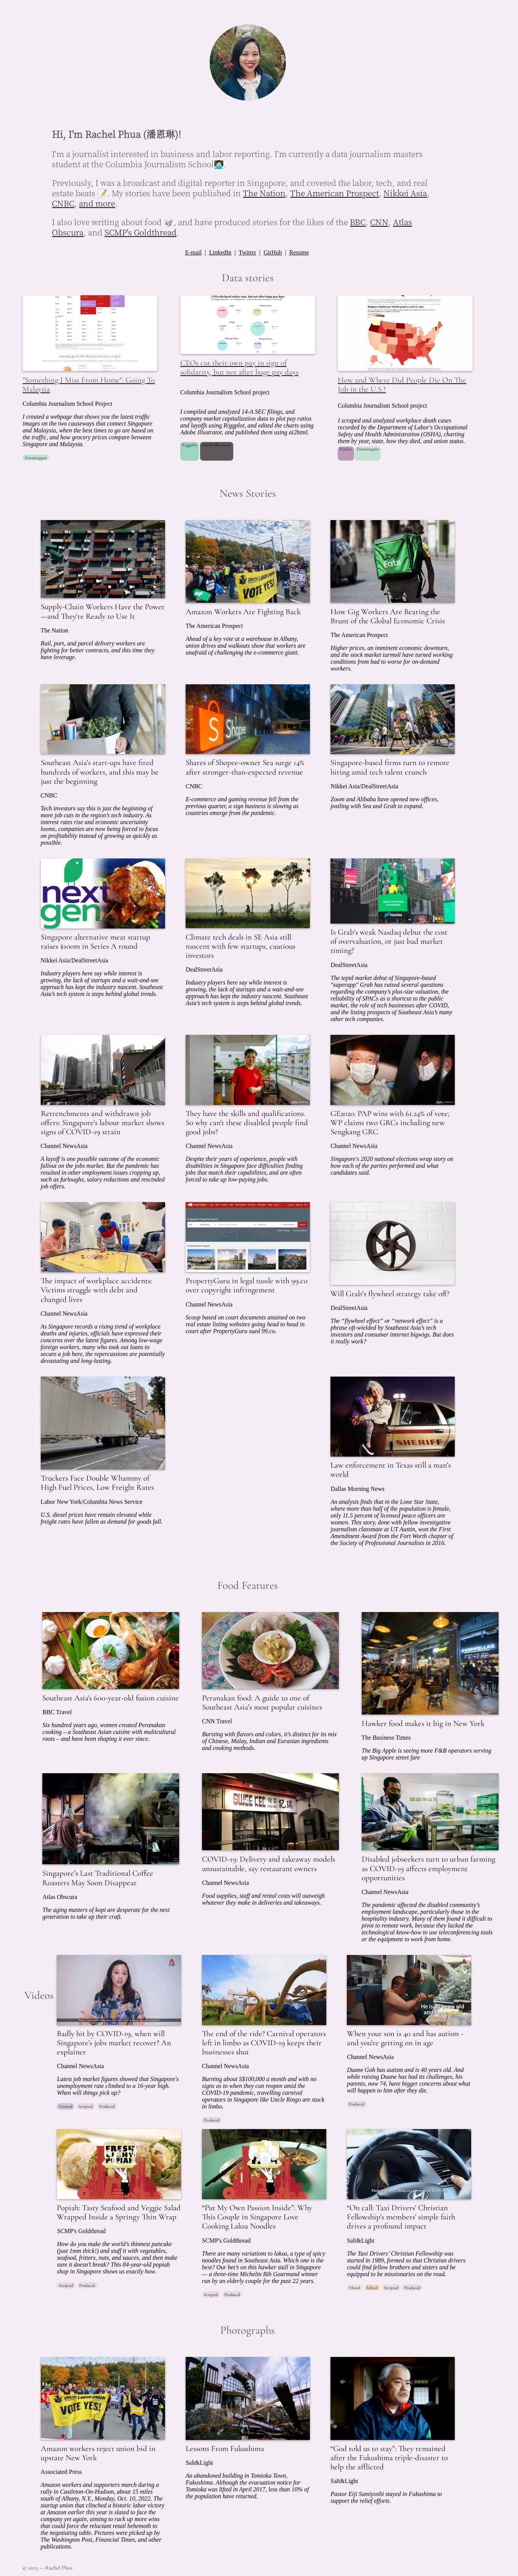 Hi, I'm Rachel Phua (潘恩琳)!
I'm a journalist interested in business and labor reporting. I'm currently a data journalism masters
student at the Columbia Journalism School👩🏻‍💻.
Previously, I was a broadcast and digital reporter in Singapore, and covered the labor, tech, and real
estate beats 📝. My stories have been published in The Nation, The American Prospect, Nikkei Asia,
CNBC, and more.
I also love writing about food 🥡, and have produced stories for the likes of the BBC, CNN, Atlas
Obscura, and SCMP's Goldthread.
E-mail | LinkedIn | Twitter | GitHub | Resume
Data stories
"Something I Miss From Home": Going To
Malaysia
Columbia Journalism School Project
I created a webpage that shows you the latest traffic
images on the two causeways that connect Singapore
and Malaysia, when the best times to go are based on
the traffic, and how grocery prices compare between
Singapore and Malaysia.
Datawrapper
CEOs cut their own pay in sign of
solidarity, but not after huge pay days
Columbia Journalism School project
I compiled and analyzed 14-A SEC filings, and
company market capitalization data to plot pay ratios
and layoffs using R/ggplot, and edited the charts using
Adobe Illustrator, and published them using ai2html.
How and Where Did People Die On The
Job in the U.S.?
Columbia Journalism School project
I scraped and analyzed workplace death cases
recorded by the Department of Labor's Occupational
Safety and Health Administration (OSHA), charting
them by year, state, how they died, and union status.
Datawrapper
News Stories
Supply-Chain Workers Have the Power
—and They're Ready to Use It
The Nation
Rail, port, and parcel delivery workers are
fighting for better contracts, and this time they
have leverage.
VOTE YES!
Amazon Workers Are Fighting Back
The American Prospect
Ahead of a key vote at a warehouse in Albany,
union drives and walkouts show that workers are
unafraid of challenging the e-commerce giant.
Uber
Eats
How Gig Workers Are Bearing the
Brunt of the Global Economic Crisis
The American Prospect
Higher prices, an imminent economic downturn,
and the stock market turmoil have turned working
conditions from bad to worse for on-demand
workers.
Southeast Asia's start-ups have fired
hundreds of workers, and this may be
just the beginning
CNBC
Tech investors say this is just the beginning of
more job cuts in the region's tech industry. As
interest rates rise and economic uncertainty
looms, companies are now being forced to focus
on profitability instead of growing as quickly as
possible.
Shopee
Shares of Shopee-owner Sea surge 14%
after stronger-than-expected revenue
CNBC
E-commerce and gaming revenue fell from the
previous quarter, a sign business is slowing as
countries emerge from the pandemic.
Singapore-based firms turn to remote
hiring amid tech talent crunch
Nikkei Asia/DealStreetAsia
Zoom and Alibaba have opened new offices,
jostling with Sea and Grab to expand.
next
gen
Singapore alternative meat startup
raises $100m in Series A round
Nikkei Asia/DealStreetAsia
Industry players here say while interest is
growing, the lack of startups and a wait-and-see
approach has kept the industry nascent. Southeast
Asia's tech system is steps behind global trends.
Climate tech deals in SE Asia still
nascent with few startups, cautious
investors
DealStreetAsia
Industry players here say while interest is
growing, the lack of startups and a wait-and-see
approach has kept the industry nascent. Southeast
Asia's tech system is steps behind global trends.
Nasdaq
Is Grab's weak Nasdaq debut the cost
of overvaluation, or just bad market
timing?
DealStreetAsia
The tepid market debut of Singapore-based
"superapp" Grab has raised several questions
regarding the company's plus-size valuation, the
reliability of SPACs as a shortcut to the public
market, the role of tech businesses after COVID,
and the listing prospects of Southeast Asia's many
other tech companies.
Retrenchments and withdrawn job
offers: Singapore's labour market shows
signs of COVID-19 strain
Channel NewsAsia
A layoff is one possible outcome of the economic
fallout on the jobs market. But the pandemic has
resulted in other employment issues cropping up,
such as furloughs, salary reductions and rescinded
job offers.
They have the skills and qualifications.
So why can't these disabled people find
good jobs?
Channel NewsAsia
Despite their years of experience, people with
disabilities in Singapore face difficulties finding
jobs that match their capabilities, and are often
forced to take up low-paying jobs.
GE2020: PAP wins with 61.24% of vote;
WP claims two GRCs including new
Sengkang GRC
Channel NewsAsia
Singapore's 2020 national elections wrap story on
how each of the parties performed and what
candidates said.
The impact of workplace accidents:
Victims struggle with debt and
changed lives
Channel NewsAsia
As Singapore records a rising trend of workplace
deaths and injuries, officials have expressed their
concerns over the latest figures. Among low-wage
foreign workers, many who took out loans to
secure a job here, the repercussions are potentially
devastating and long-lasting.
PropertyGuru in legal tussle with 99.co
over copyright infringement
Channel NewsAsia
Scoop based on court documents attained on two
real estate listing websites going head to head in
court after PropertyGuru sued 99.co.
Will Grab's flywheel strategy take off?
DealStreetAsia
The "flywheel effect" or "network effect" is a
phrase oft-wielded by Southeast Asia's tech
investors and consumer internet bigwigs. But does
it really work?
Truckers Face Double Whammy of
High Fuel Prices, Low Freight Rates
Labor New York/Columbia News Service
U.S. diesel prices have remain elevated while
freight rates have fallen as demand for goods fall.
SHERIFF
Law enforcement in Texas still a man's
world
Dallas Morning News
An analysis finds that in the Lone Star State,
where more than half of the population is female,
only 11.5 percent of licensed peace officers are
women. This story, done with fellow investigative
journalism classmate at UT Austin, won the First
Amendment Award from the Fort Worth chapter of
the Society of Professional Journalists in 2016.
Food Features
Southeast Asia's 600-year-old fusion cuisine
BBC Travel
Six hundred years ago, women created Peranakan
cooking – a Southeast Asian cuisine with multicultural
roots – and have been shaping it ever since.
Peranakan food: A guide to one of
Southeast Asia's most popular cuisines
CNN Travel
Bursting with flavors and colors, it's distinct for its mix
of Chinese, Malay, Indian and Eurasian ingredients
and cooking methods.
Hawker food makes it big in New York
The Business Times
The Big Apple is seeing more F&B operators serving
up Singapore street fare
Singapore's Last Traditional Coffee
Roasters May Soon Disappear
Atlas Obscura
The aging masters of kopi are desperate for the next
generation to take up their craft.
SWEE KEE
COVID-19: Delivery and takeaway models
unsustainable, say restaurant owners
Channel NewsAsia
Food supplies, staff and rental costs will outweigh
whatever they make in deliveries and takeaways.
Disabled jobseekers turn to urban farming
as COVID-19 affects employment
opportunities
Channel NewsAsia
The pandemic affected the disabled community's
employment landscape, particularly those in the
hospitality industry. Many of them found it difficult to
pivot to remote work, because they lacked the
technological know-how to use teleconferencing tools
or the equipment to work from home.
Videos
Badly hit by COVID-19, when will
Singapore's jobs market recover? An
explainer
Channel NewsAsia
Latest job market figures showed that Singapore's
unemployment rate climbed to a 16-year high.
When will things pick up?
Fronted Scripted Produced
The end of the ride? Carnival operators
left in limbo as COVID-19 keeps their
businesses shut
Channel NewsAsia
Burning about S$100,000 a month and with no
signs as to when they can reopen amid the
COVID-19 pandemic, travelling carnival
operators in Singapore like Uncle Ringo are stuck
in limbo.
Produced
When your son is 40 and has autism -
and you're getting on in age
Channel NewsAsia
Duane Goh has autism and is 40 years old. And
while raising Duane has had its challenges, his
parents, now 74, have bigger concerns about what
will happen to him after they die.
Produced
FRESH
POPIAH
Popiah: Tasty Seafood and Veggie Salad
Wrapped Inside a Springy Thin Wrap
SCMP's Goldthread
How do you make the world's thinnest pancake
(just 1mm thick!) and stuff it with vegetables,
seafood, fritters, nuts, and sauces, and then make
sure it doesn't break? This 84-year-old popiah
shop in Singapore shows us exactly how.
Scripted Produced
"Put My Own Passion Inside": Why
This Couple in Singapore Love
Cooking Laksa Noodles
SCMP's Goldthread
There are many variations to laksa, a type of spicy
noodles found in Southeast Asia. Which one is the
best? Our bet's on this hawker stall in Singapore
— a three-time Michelin Bib Gourmand winner
run by an elderly couple for the past 22 years.
Scripted Produced
"On call: Taxi Drivers' Christian
Fellowship's members' simple faith
drives a profound impact
Salt&Light
The Taxi Drivers' Christian Fellowship was
started in 1989, formed so that Christian drivers
could find fellow brothers and sisters and be
equipped to be missionaries on the road.
Filmed Edited Scripted Produced
Photographs
VOTE YES!
Amazon workers reject union bid in
upstate New York
Associated Press
Amazon workers and supporters march during a
rally in Castleton-On-Hudson, about 15 miles
south of Albany, N.Y., Monday, Oct. 10, 2022. The
startup union that clinched a historic labor victory
at Amazon earlier this year is slated to face the
company yet again, aiming to rack up more wins
that could force the reluctant retail behemoth to
the negotiating table. Pictures were picked up by
The Washington Post, Financial Times, and other
publications.
Lessons From Fukushima
Salt&Light
An abandoned building in Tomioka Town,
Fukushima. Although the evacuation notice for
Tomioka was lifted in April 2017, less than 10% of
the population have returned.
"God told us to stay": They remained
after the Fukushima triple-disaster to
help the afflicted
Salt&Light
Pastor Eiji Sumiyoshi stayed in Fukushima to
support the relief efforts.
© 2023 — Rachel Phua